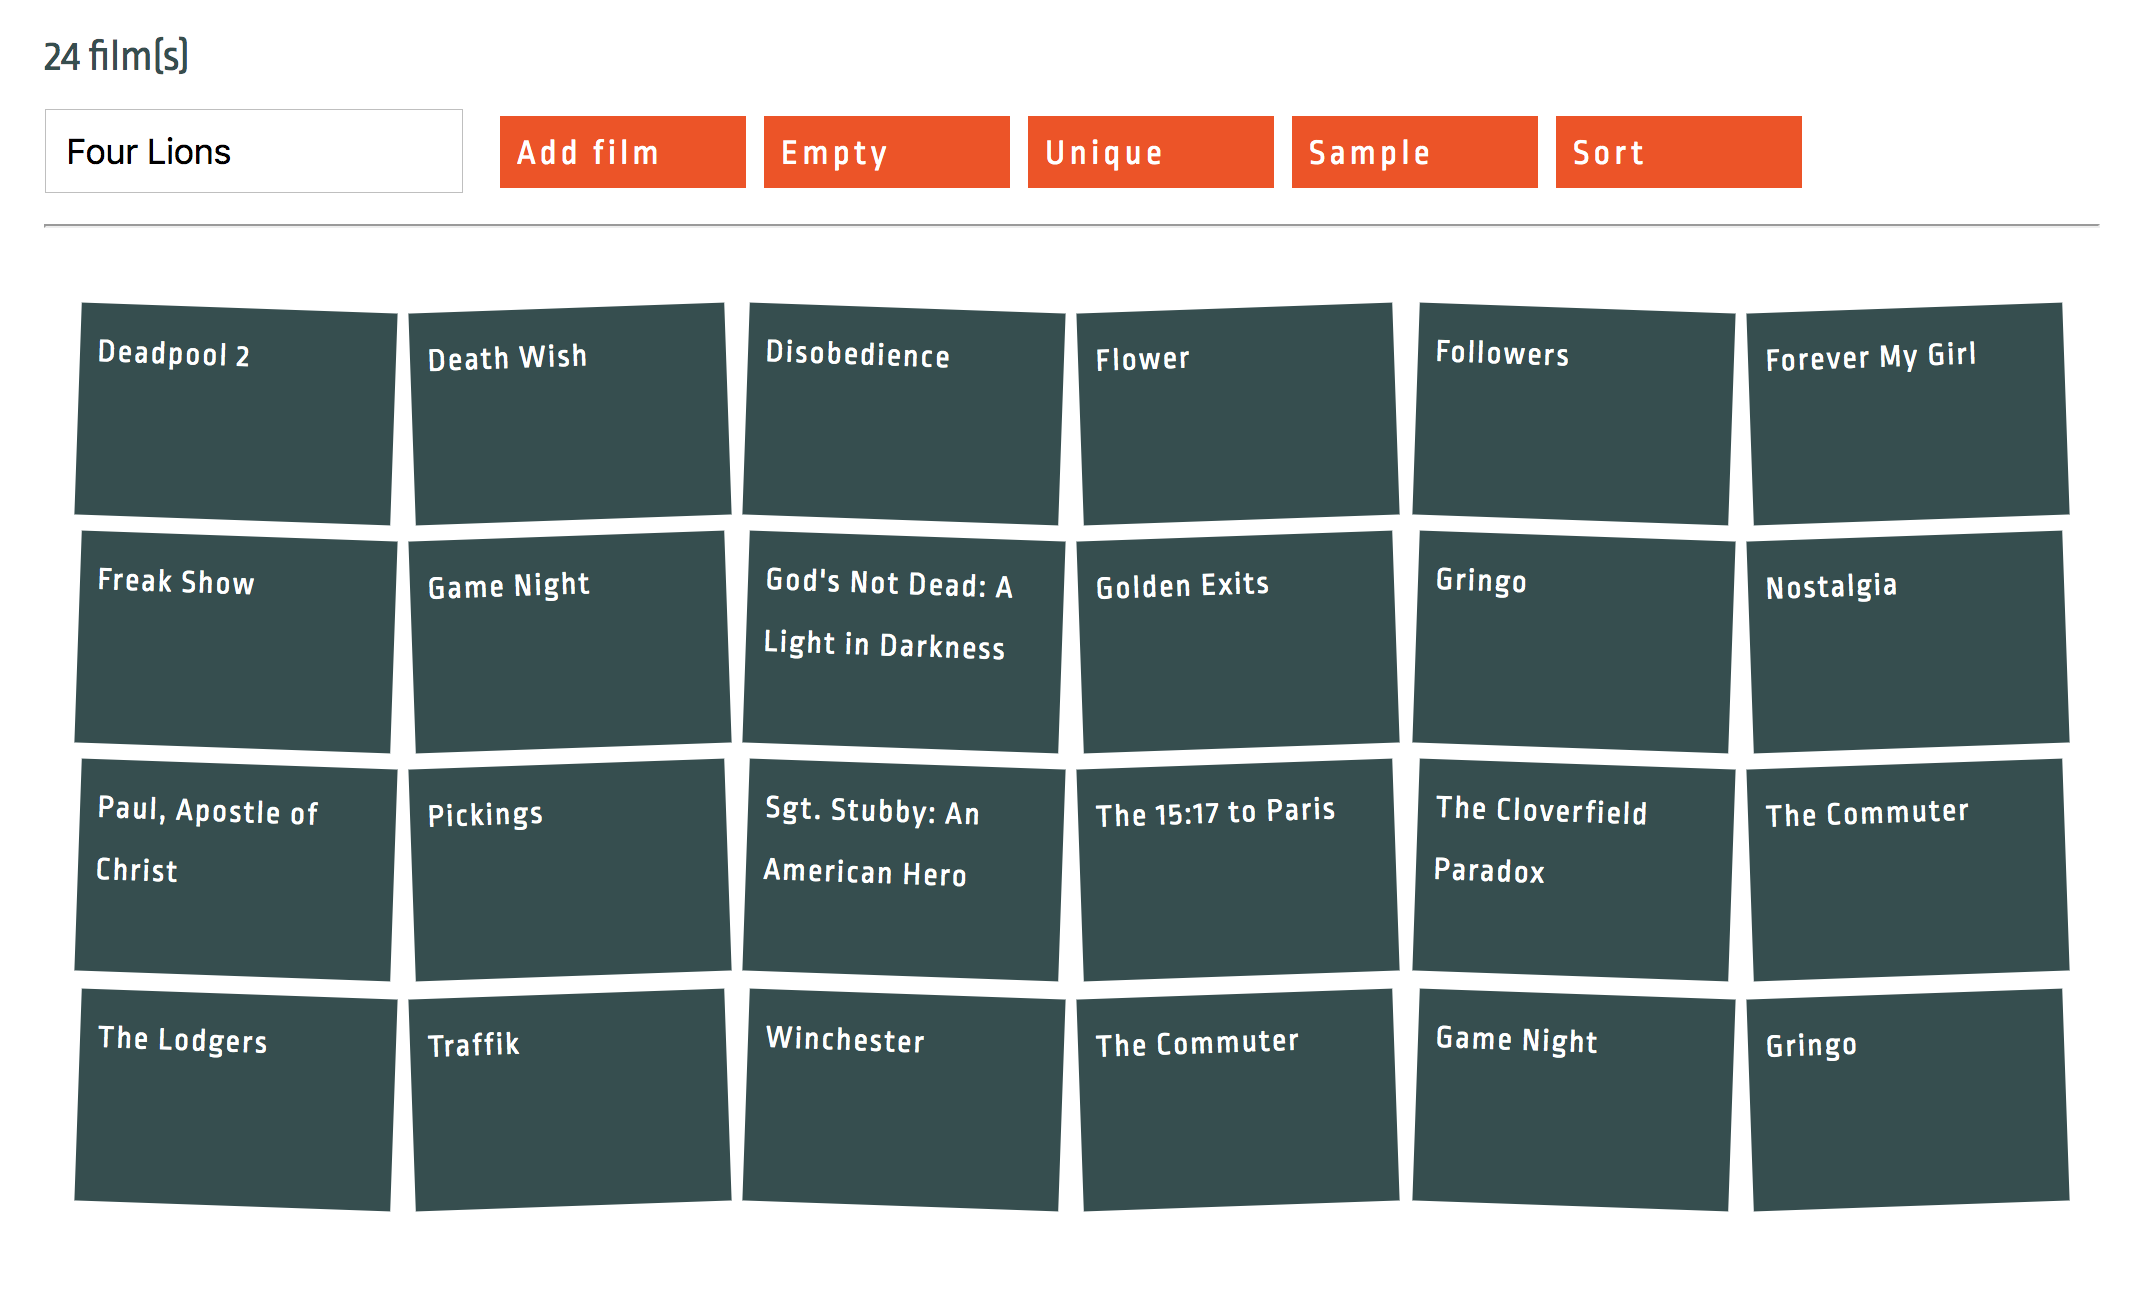 24 film(s)
Four Lions
Add film
Empty
Unique
Sample
Sort
Deadpool 2
Death Wish
Disobedience
Flower
Followers
Forever My Girl
Freak Show
Game Night
God's Not Dead: A
Light in Darkness
Golden Exits
Gringo
Nostalgia
Paul, Apostle of
Christ
Pickings
Sgt. Stubby: An
American Hero
The 15:17 to Paris
The Cloverfield
Paradox
The Commuter
The Lodgers
Traffik
Winchester
The Commuter
Game Night
Gringo